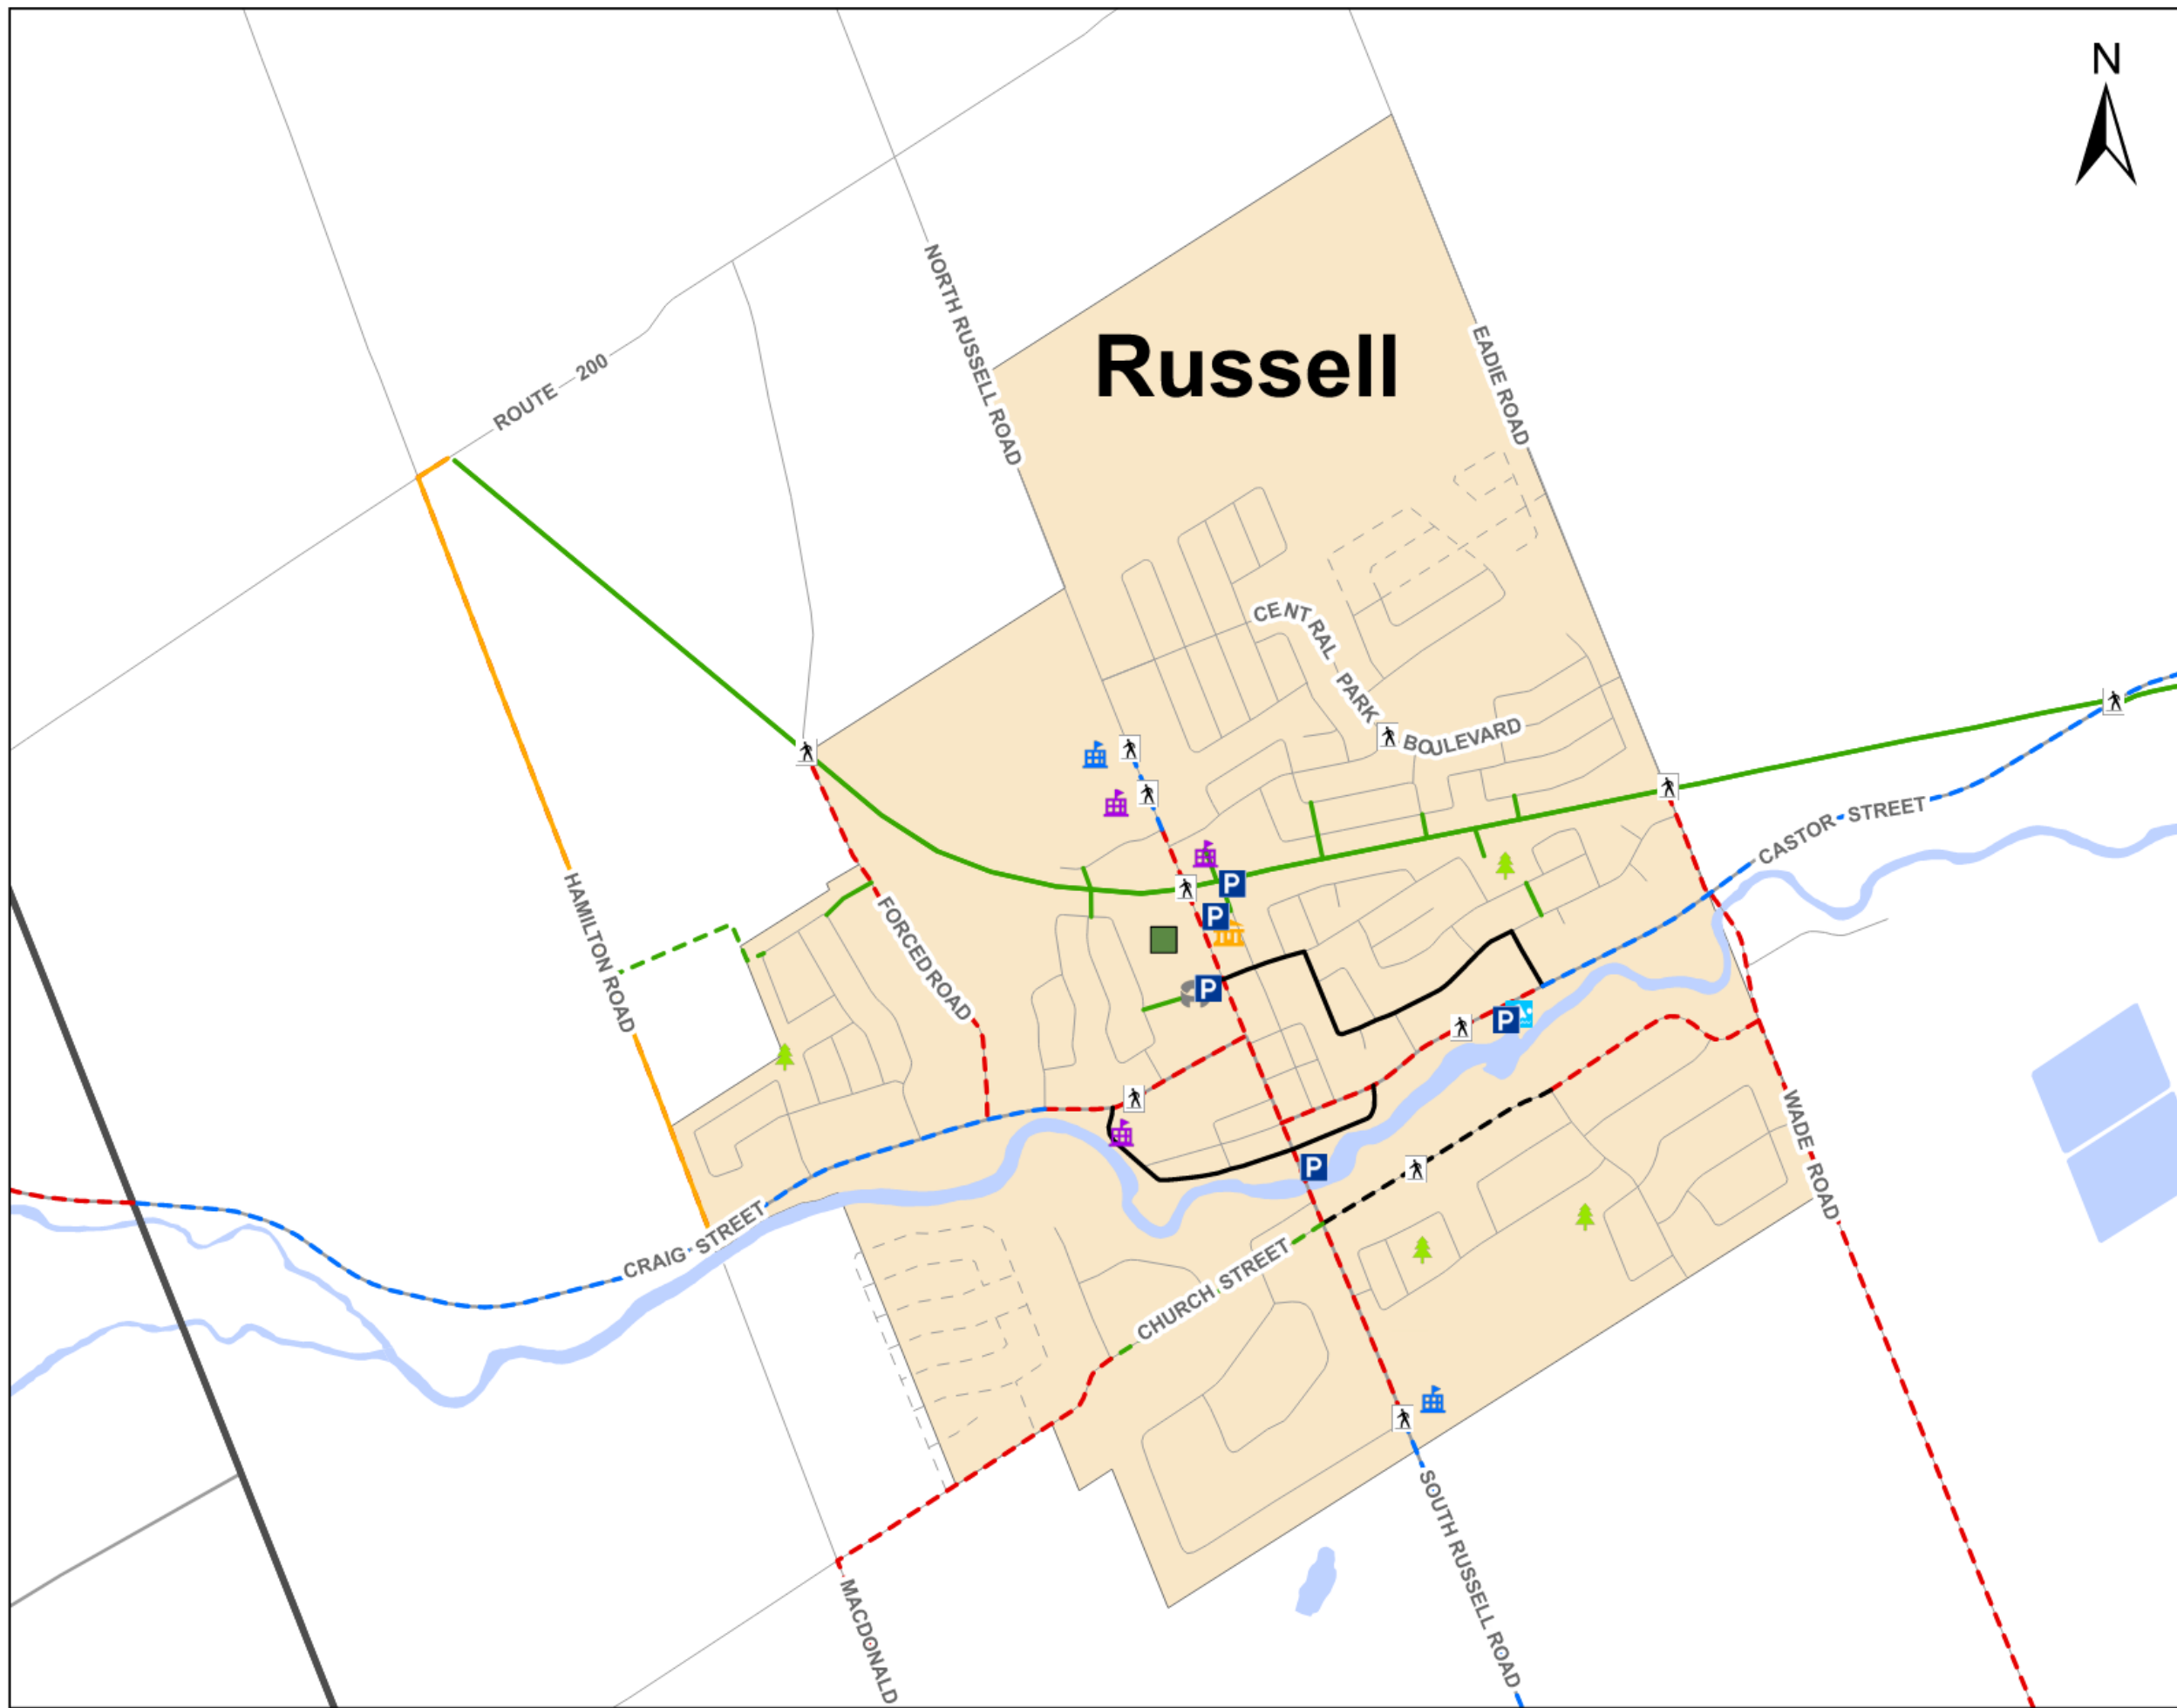 N
Russell
ROUTE 200
NORTH RUSSELL ROAD
EADIE ROAD
CENTRAL PARK BOULEVARD
CASTOR STREET
HAMILTON ROAD
FORCED ROAD
P
P
P
P
P
WADE ROAD
CRAIG STREET
CHURCH STREET
SOUTH RUSSELL ROAD
MACDONALD